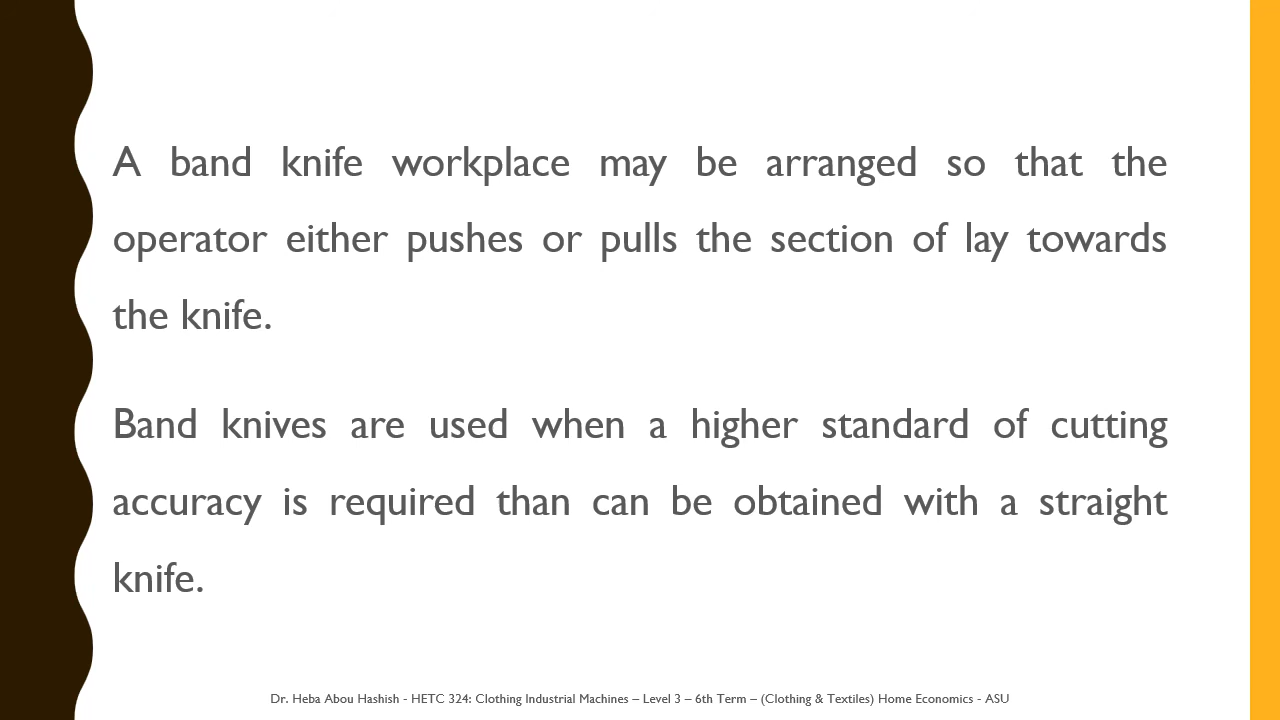 A band knife workplace may be arranged so that the
operator either pushes or pulls the section of lay towards
the knife.
Band knives are used when a higher standard of cutting
accuracy is required than can be obtained with a straight
knife.
Dr. Heba Abou Hashish - HETC 324: Clothing Industrial Machines – Level 3 – 6th Term – (Clothing & Textiles) Home Economics - ASU